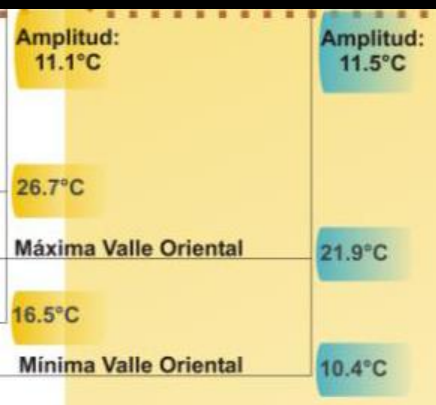 Amplitud:
11.1°C
Amplitud:
11.5°C
26.7°C
Máxima Valle Oriental
21.9°C
16.5°C
Mínima Valle Oriental
10.4°C